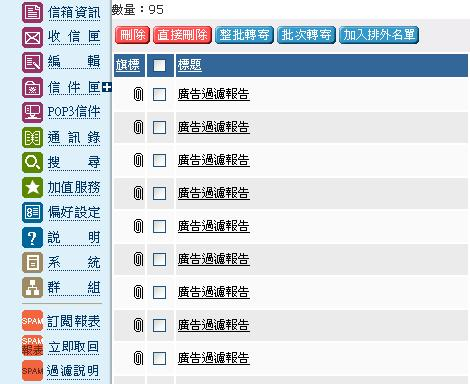 信箱資訊
收信匣
編輯
信件匣
POP3信件
通訊錄
搜尋
加值服務
偏好設定
說明
系統
群組
SPAM 訂閱報表
SPAM 報表 立即取回
SPAM 過濾說明
數量：95
刪除 直接刪除 整批轉寄 批次轉寄 加入排外名單
旗標 標題
廣告過濾報告
廣告過濾報告
廣告過濾報告
廣告過濾報告
廣告過濾報告
廣告過濾報告
廣告過濾報告
廣告過濾報告
廣告過濾報告